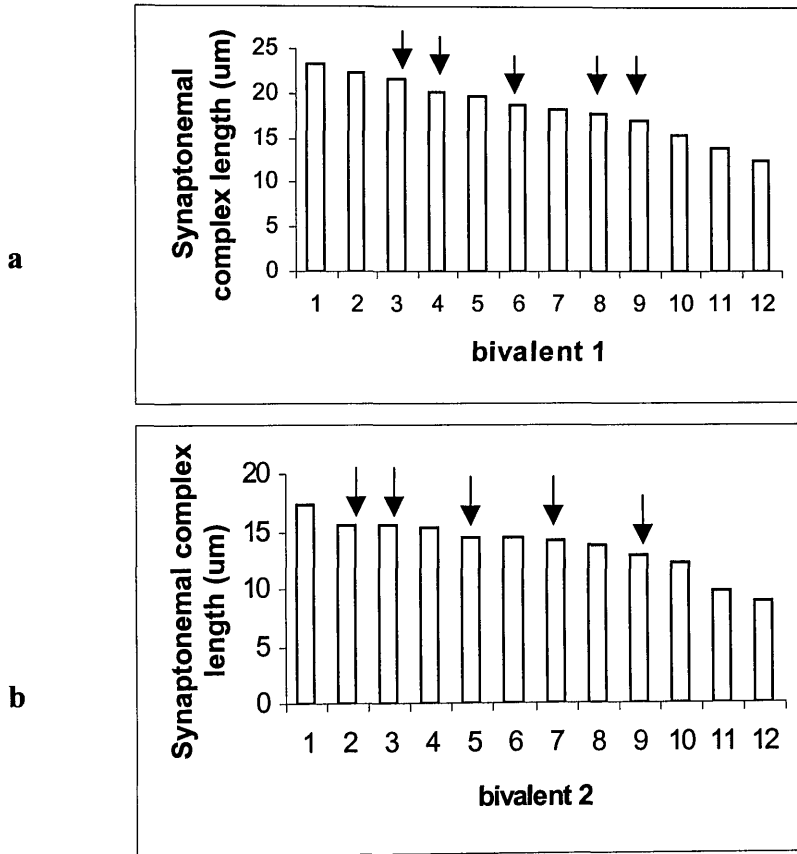 a
Synaptonemal
complex length (um)
25
20
15
10
5
0
1 2 3 4 5 6 7 8 9 10 11 12
bivalent 1
b
Synaptonemal complex
length (um)
20
15
10
5
0
1 2 3 4 5 6 7 8 9 10 11 12
bivalent 2